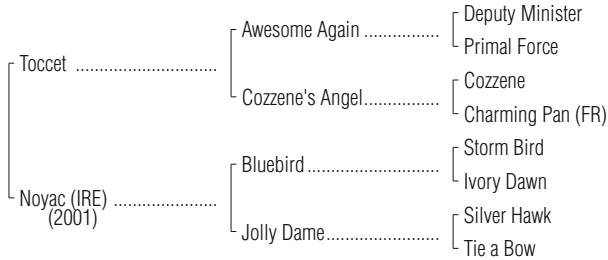 Deputy Minister
Awesome Again ................
Primal Force
Toccet ..............................
Cozzene
Cozzene's Angel................
Charming Pan (FR)
Storm Bird
Bluebird............................
Ivory Dawn
Noyac (IRE) ......................
(2001)
Silver Hawk
Jolly Dame........................
Tie a Bow